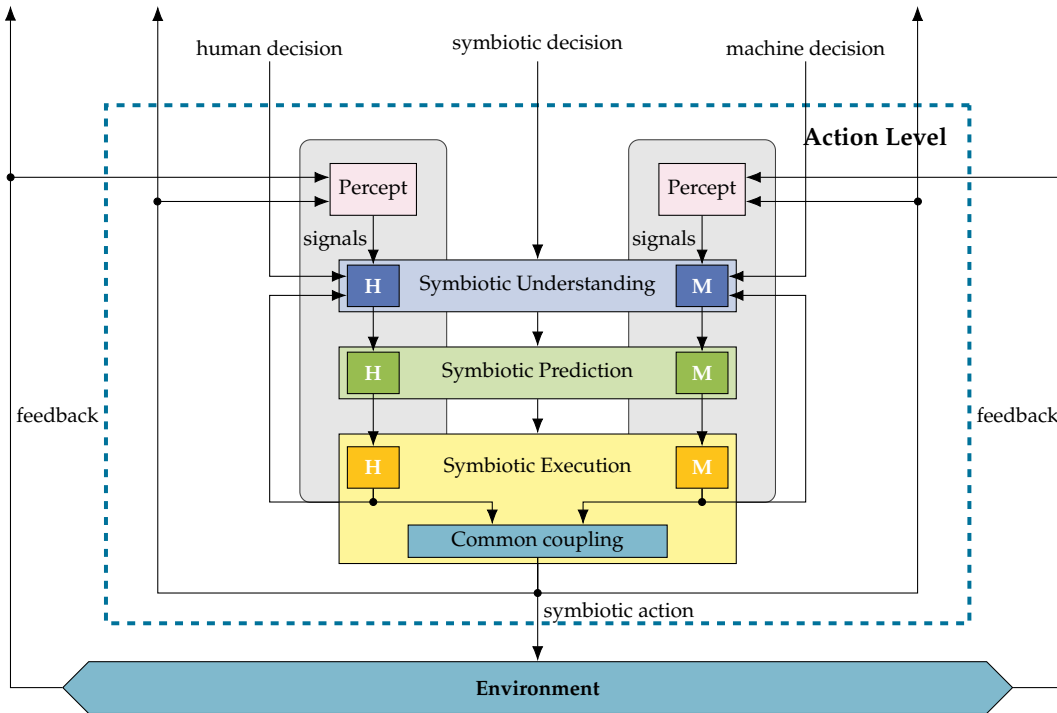 human decision
symbiotic decision
machine decision
Action Level
Percept
Percept
signals
signals
H
Symbiotic Understanding
M
H
Symbiotic Prediction
M
feedback
feedback
H
Symbiotic Execution
M
Common coupling
symbiotic action
Environment